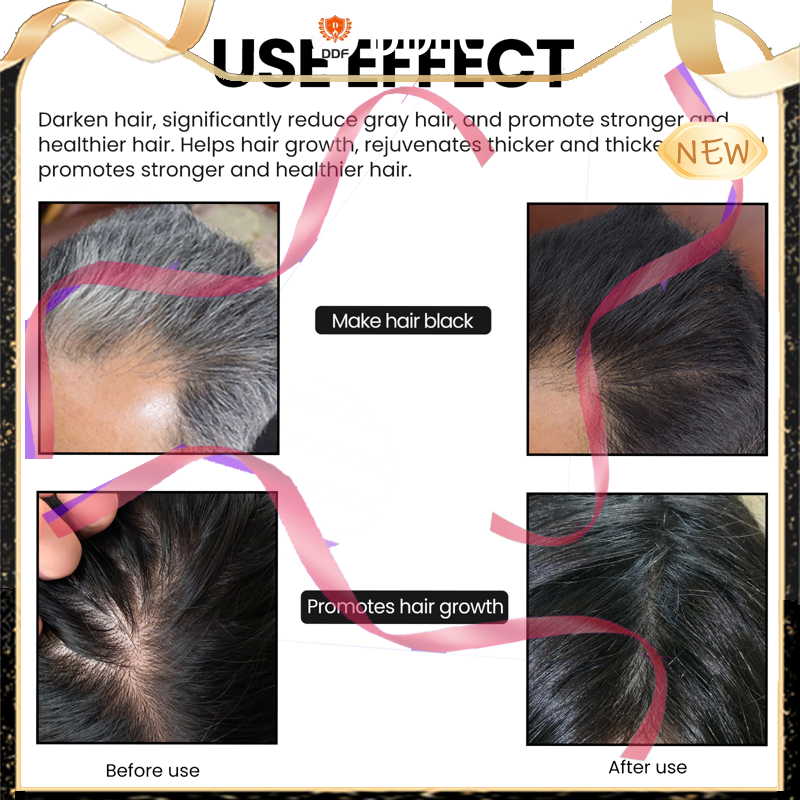 DDF
USE EFFECT
Darken hair, significantly reduce gray hair, and promote stronger and
healthier hair. Helps hair growth, rejuvenates thicker and
promotes stronger and healthier hair.
NEW
Make hair black
Promotes hair growth
Before use
After use